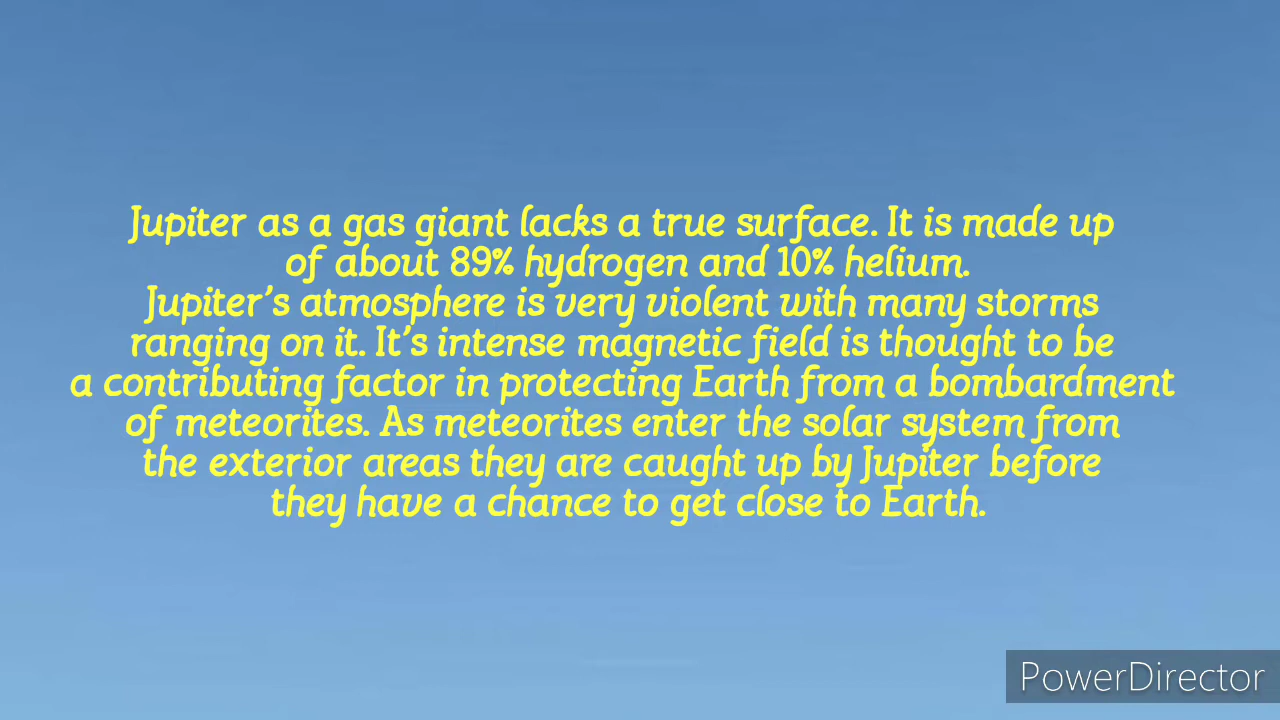 Jupiter as a gas giant lacks a true surface. It is made up
of about 89% hydrogen and 10% helium.
Jupiter's atmosphere is very violent with many storms
ranging on it. It's intense magnetic field is thought to be
a contributing factor in protecting Earth from a bombardment
of meteorites. As meteorites enter the solar system from
the exterior areas they are caught up by Jupiter before
they have a chance to get close to Earth.
PowerDirector